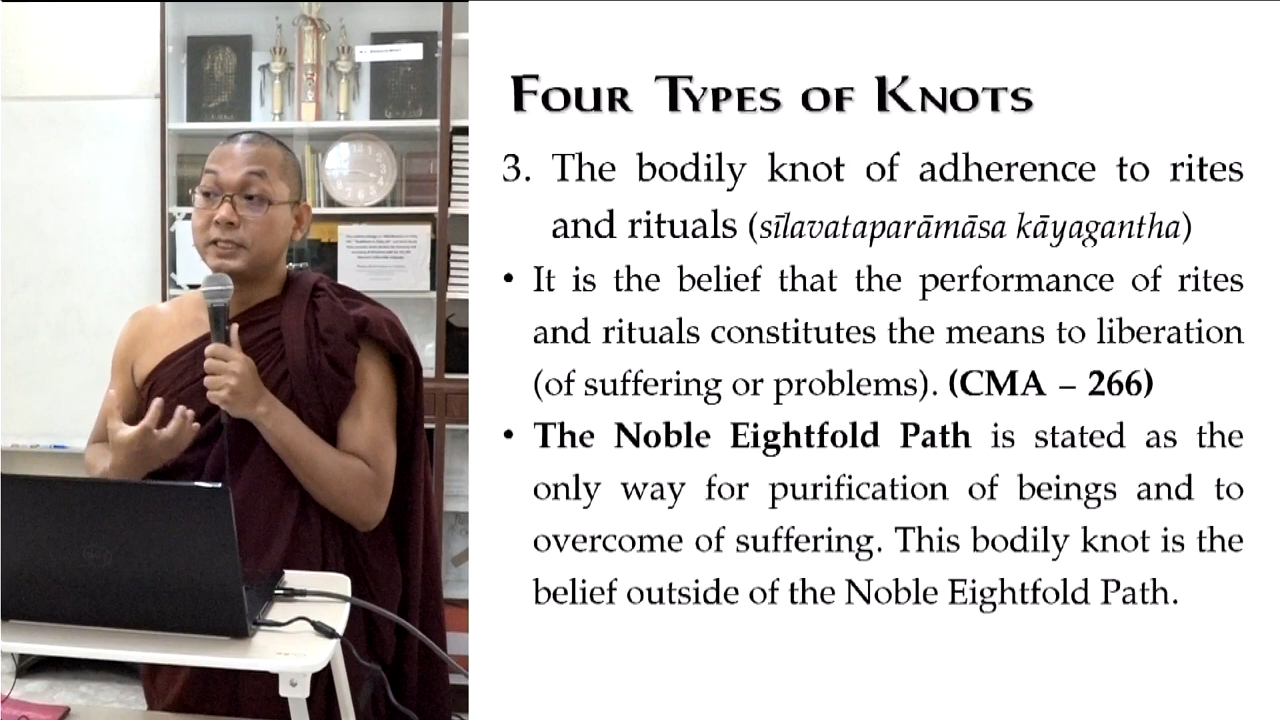 FOUR TYPES OF KNOTS
3. The bodily knot of adherence to rites
and rituals (sīlavataparāmāsa kāyagantha)
• It is the belief that the performance of rites
and rituals constitutes the means to liberation
(of suffering or problems). (CMA – 266)
• The Noble Eightfold Path is stated as the
only way for purification of beings and to
overcome of suffering. This bodily knot is the
belief outside of the Noble Eightfold Path.